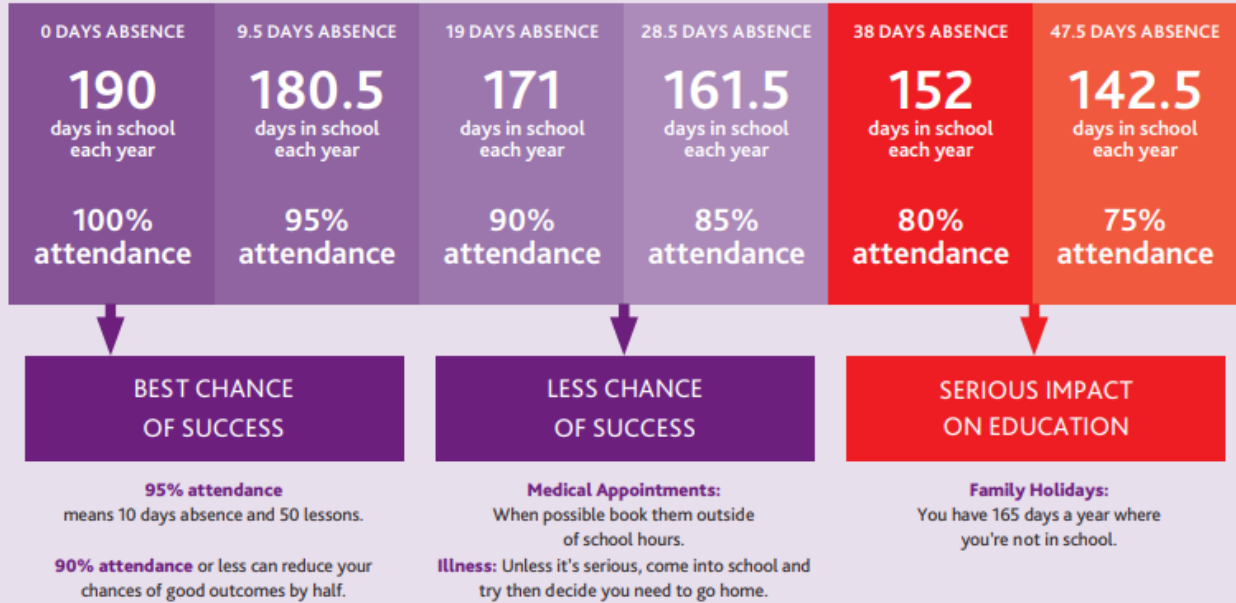 0 DAYS ABSENCE
190
days in school
each year
100%
attendance
9.5 DAYS ABSENCE
180.5
days in school
each year
95%
attendance
19 DAYS ABSENCE
171
days in school
each year
90%
attendance
28.5 DAYS ABSENCE
161.5
days in school
each year
85%
attendance
38 DAYS ABSENCE
152
days in school
each year
80%
attendance
47.5 DAYS ABSENCE
142.5
days in school
each year
75%
attendance
BEST CHANCE
OF SUCCESS
95% attendance
means 10 days absence and 50 lessons.
90% attendance or less can reduce your
chances of good outcomes by half.
LESS CHANCE
OF SUCCESS
Medical Appointments:
When possible book them outside
of school hours.
Illness: Unless it's serious, come into school and
try then decide you need to go home.
SERIOUS IMPACT
ON EDUCATION
Family Holidays:
You have 165 days a year where
you're not in school.